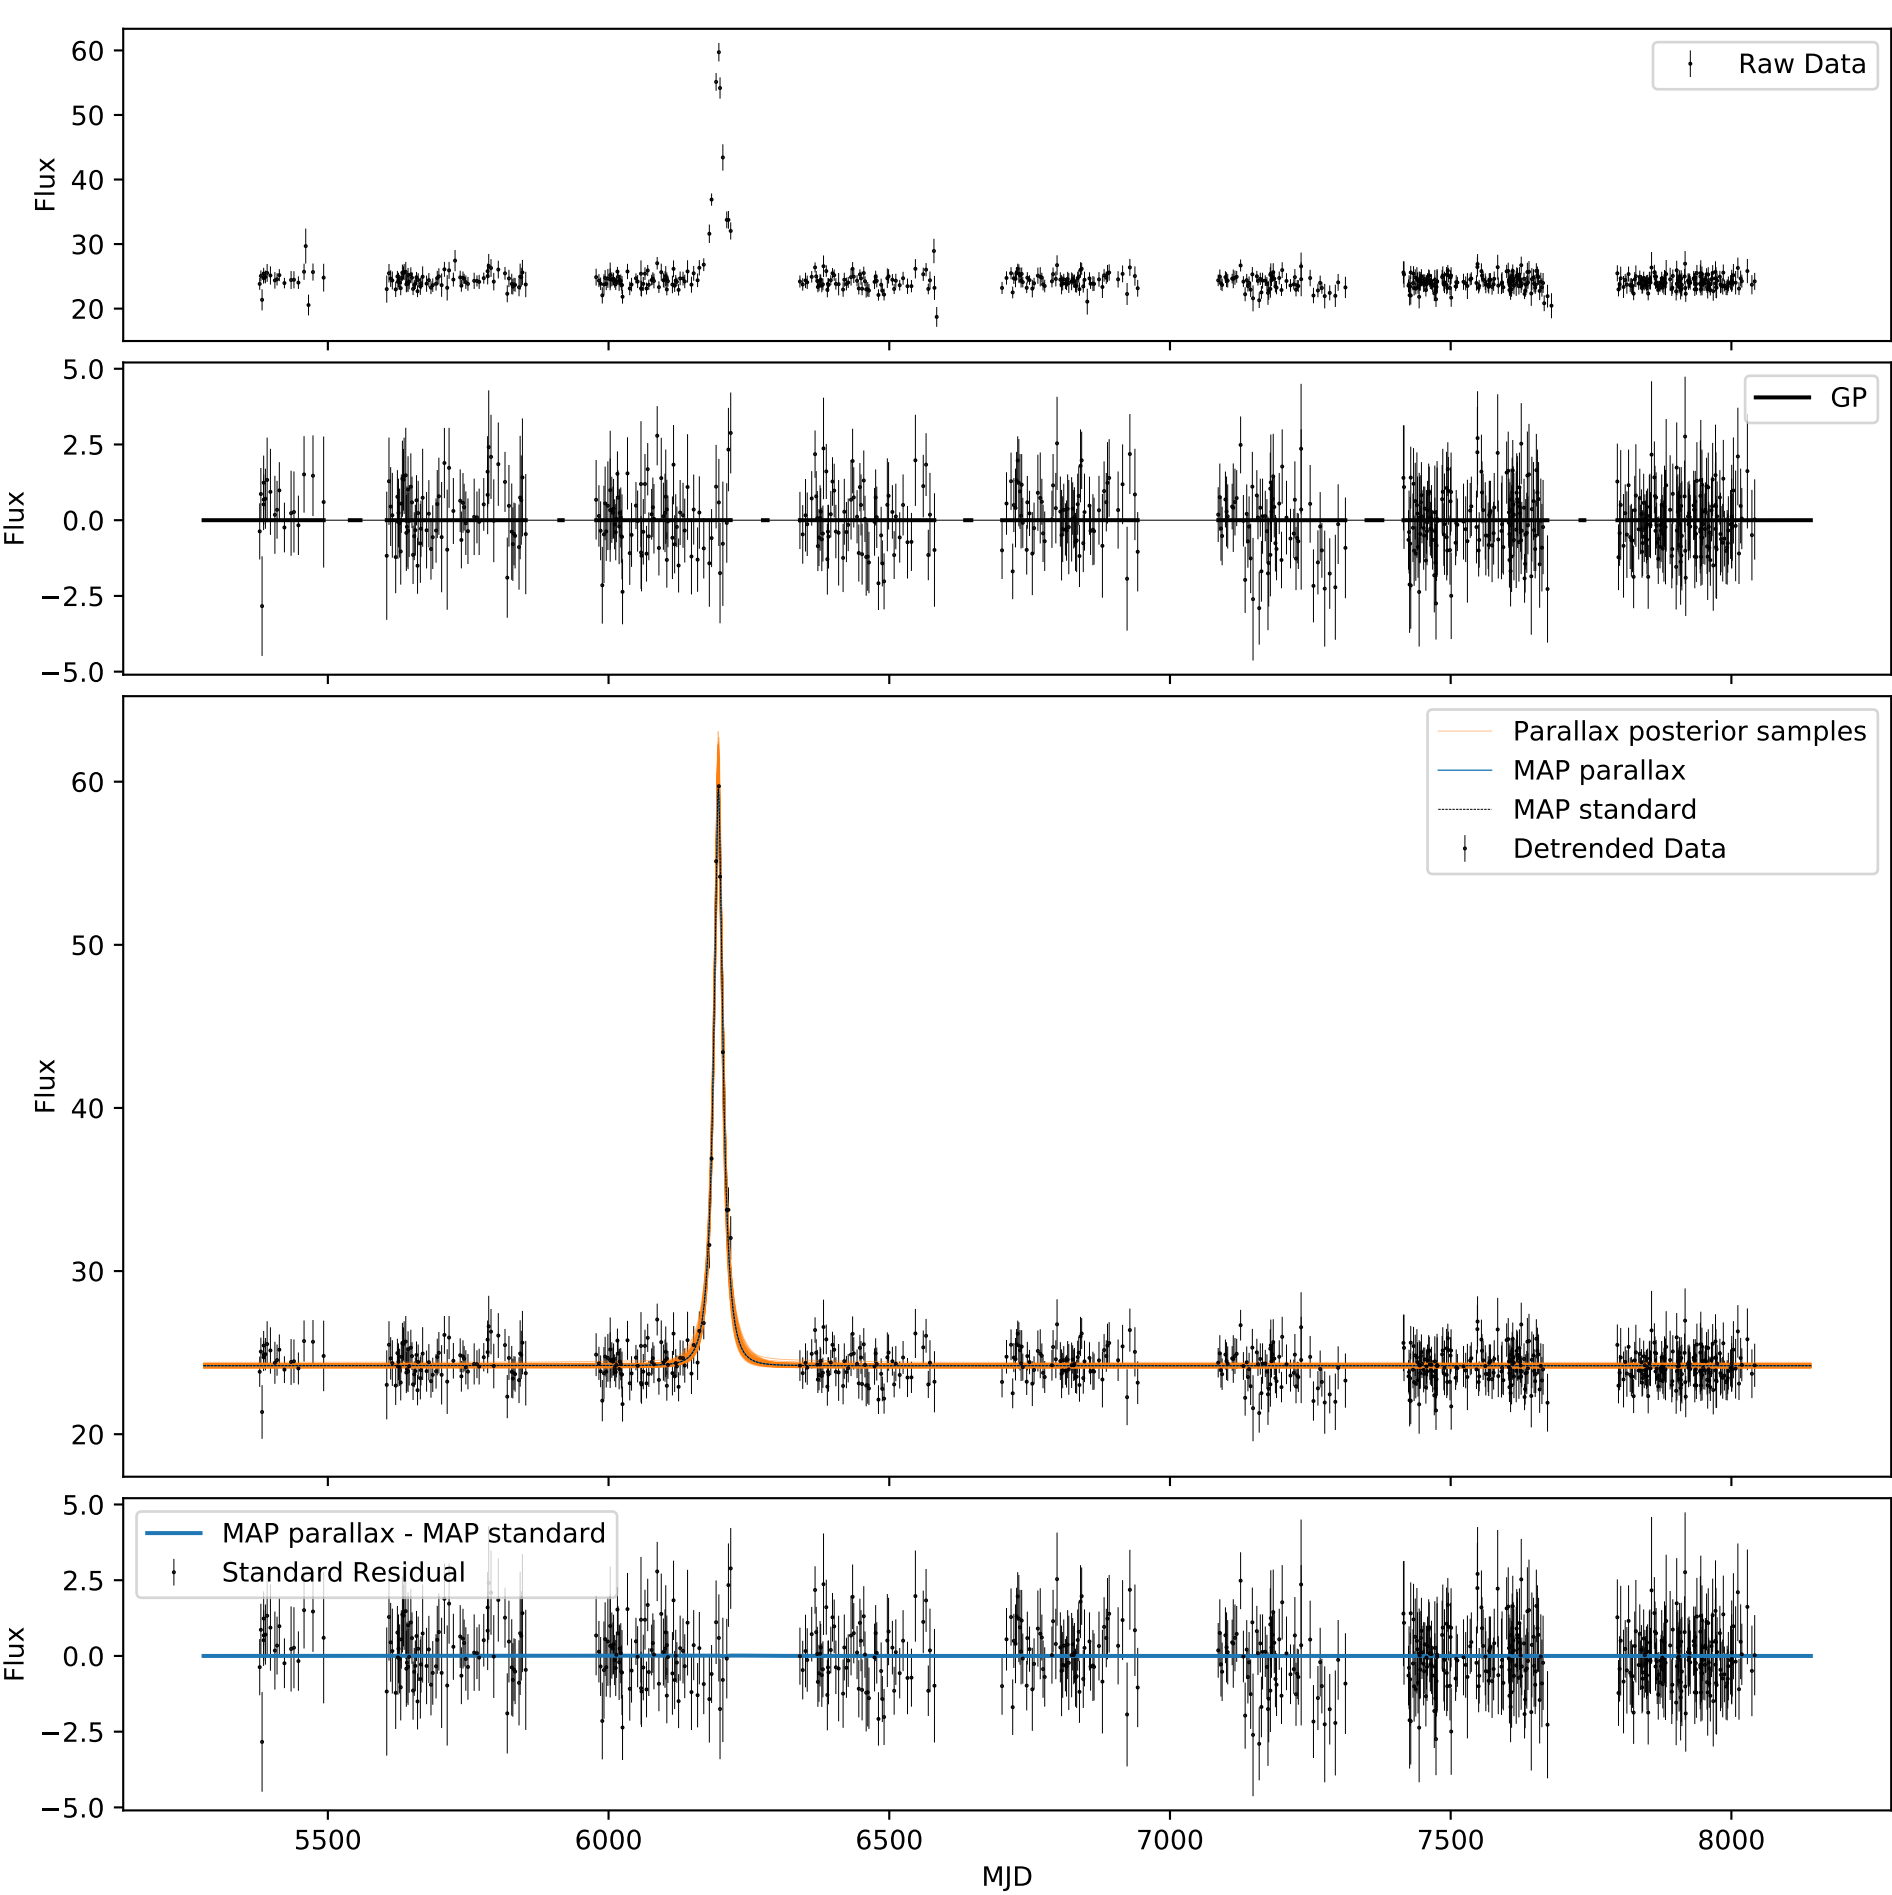 60
50
40
30
20
Flux
Raw Data
5.0
2.5
0.0
−2.5
−5.0
Flux
GP
60
50
40
30
20
Flux
Parallax posterior samples
MAP parallax
MAP standard
Detrended Data
5.0
2.5
0.0
−2.5
−5.0
Flux
MAP parallax - MAP standard
Standard Residual
5500 6000 6500 7000 7500 8000
MJD